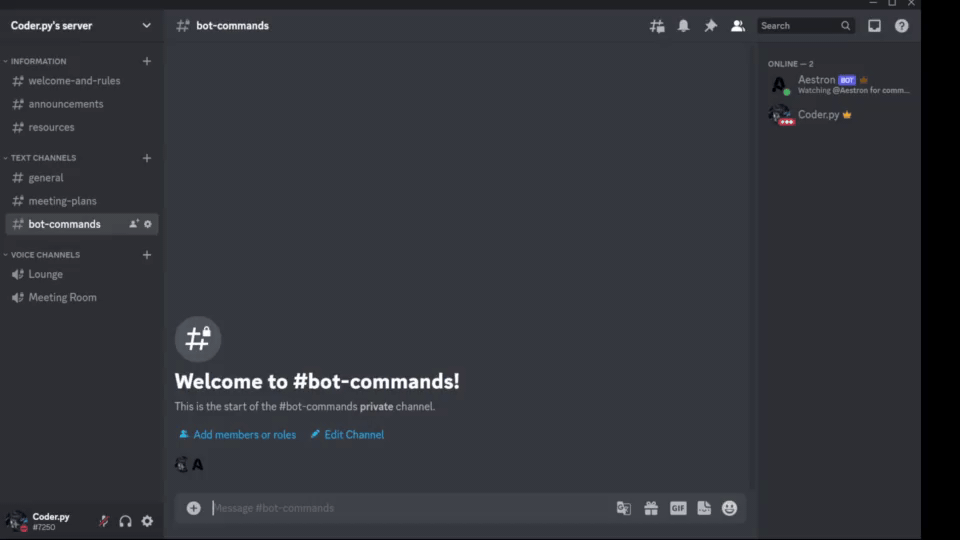 Coder.py's server
bot-commands
Search
INFORMATION
welcome-and-rules
announcements
resources
TEXT CHANNELS
general
meeting-plans
bot-commands
VOICE CHANNELS
Lounge
Meeting Room
Coder.py
#7250
Welcome to #bot-commands!
This is the start of the #bot-commands private channel.
Add members or roles
Edit Channel
A
Message #bot-commands
GIF
ONLINE — 2
Aestron BOT
Watching @Aestron for comm...
Coder.py